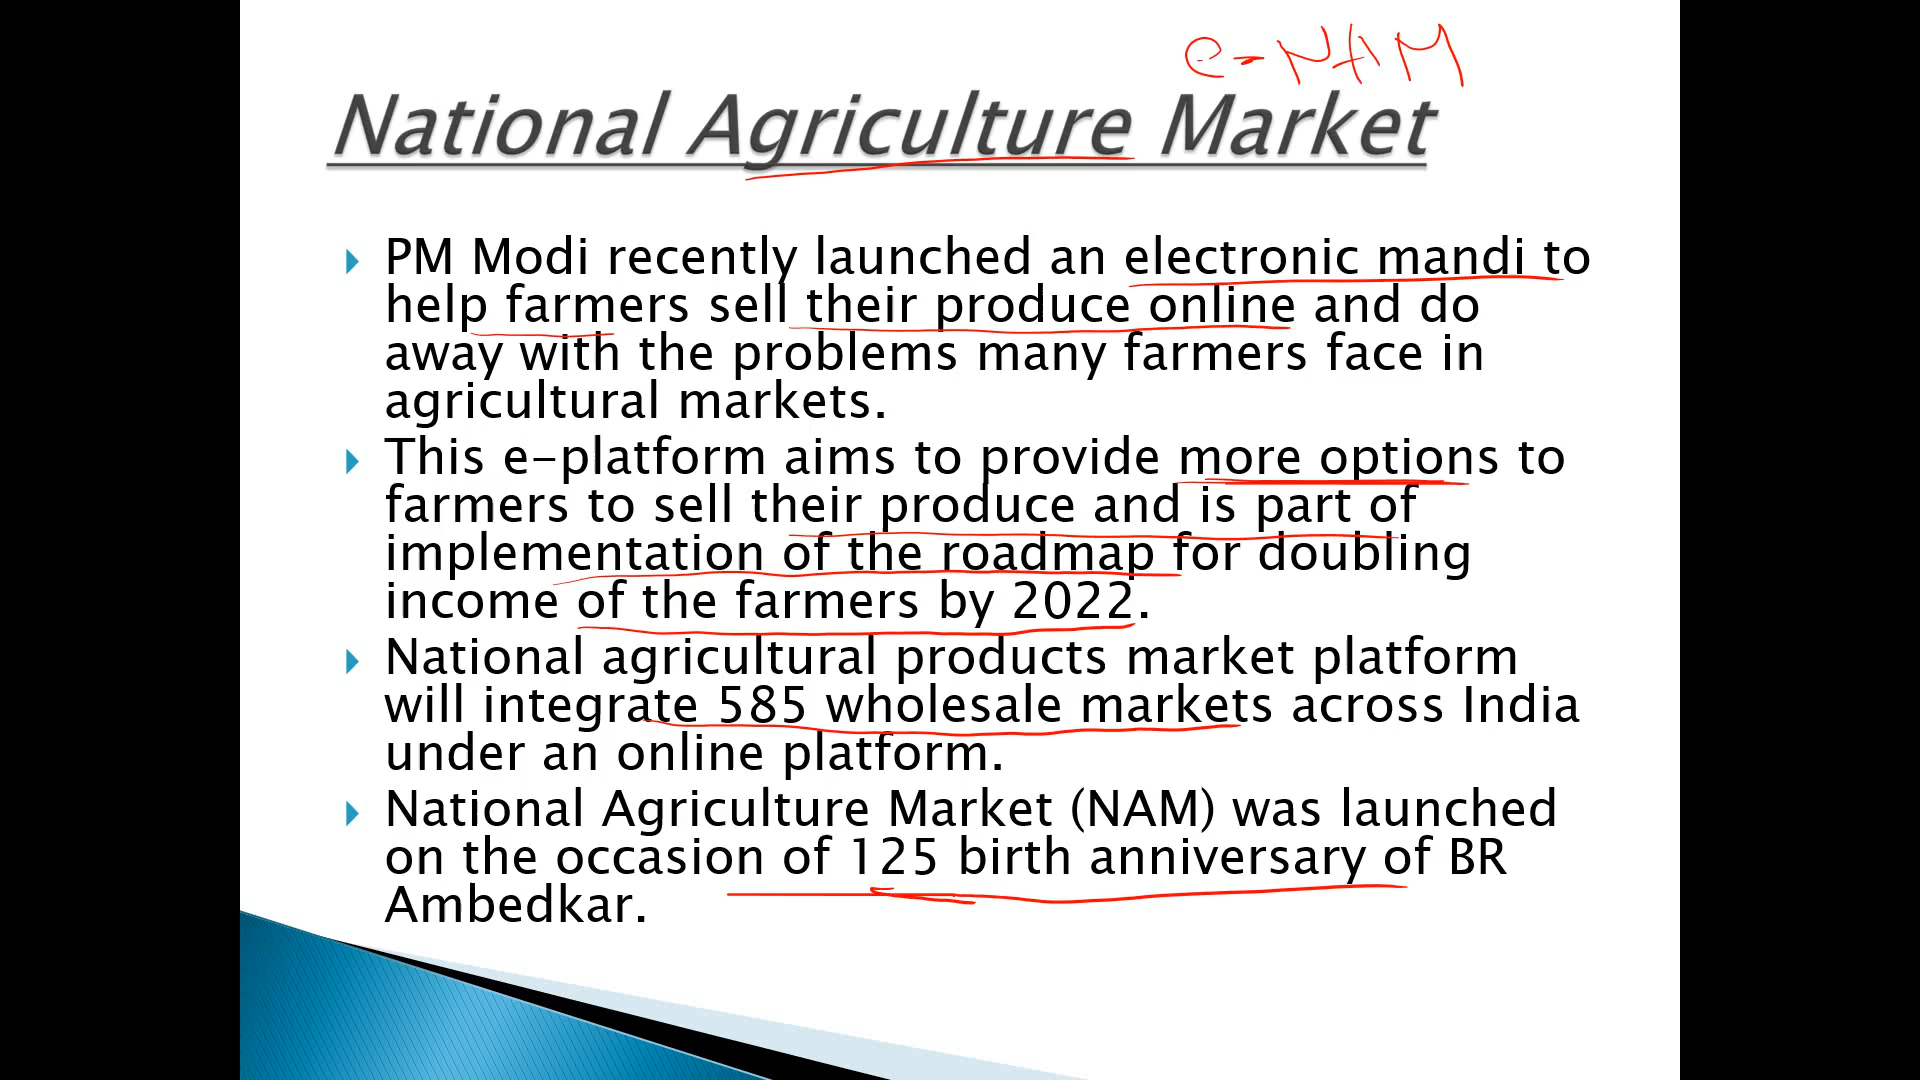 e-NAM
National Agriculture Market
PM Modi recently launched an electronic mandi to
help farmers sell their produce online and do
away with the problems many farmers face in
agricultural markets.
This e-platform aims to provide more options to
farmers to sell their produce and is part of
implementation of the roadmap for doubling
income of the farmers by 2022.
National agricultural products market platform
will integrate 585 wholesale markets across India
under an online platform.
National Agriculture Market (NAM) was launched
on the occasion of 125 birth anniversary of BR
Ambedkar.